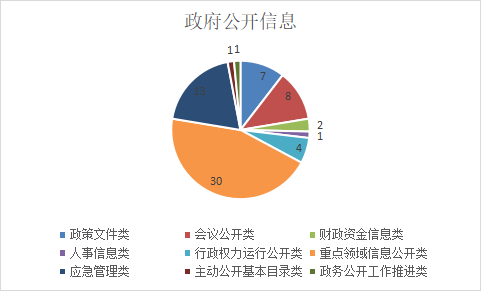 政府公开信息
1 1
7
8
2
1
4
13
30
政策文件类 会议公开类 财政资金信息类
人事信息类 行政权力运行公开类 重点领域信息公开类
应急管理类 主动公开基本目录类 政务公开工作推进类